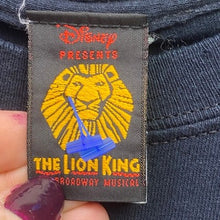 Disney
PRESENTS
THE LION KING
BROADWAY MUSICAL